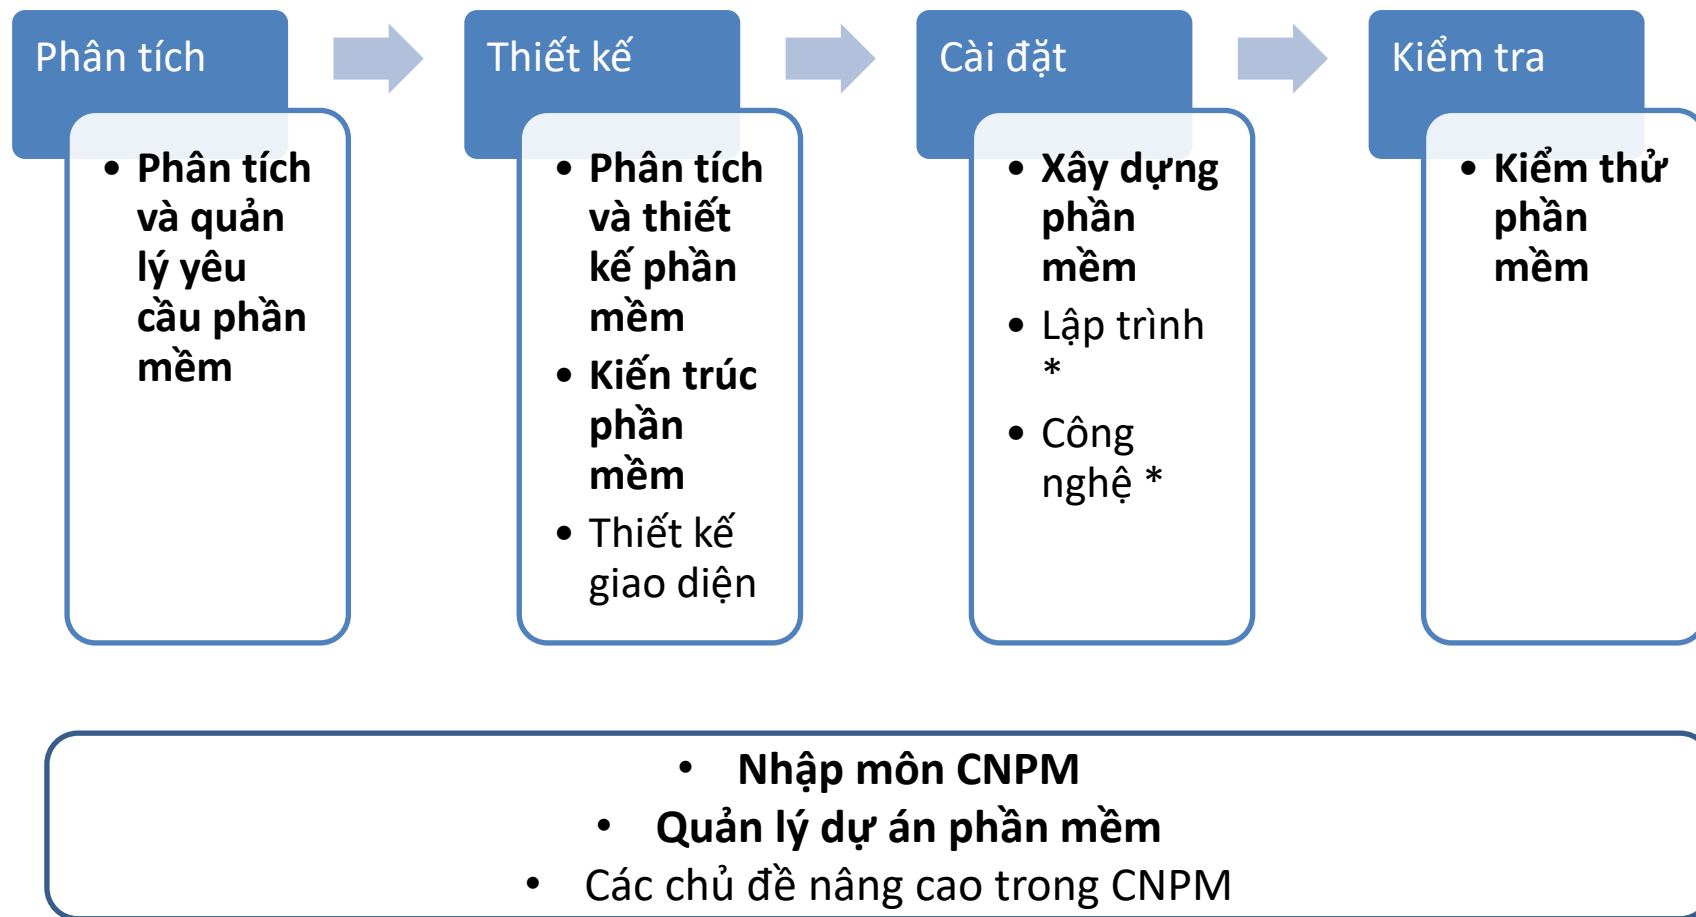 Phân tích
• Phân tích
và quản
lý yêu
cầu phần
mềm
Thiết kế
• Phân tích
và thiết
kế phần
mềm
• Kiến trúc
phần
mềm
• Thiết kế
giao diện
Cài đặt
• Xây dựng
phần
mềm
• Lập trình
*
• Công
nghệ *
Kiểm tra
• Kiểm thử
phần
mềm
• Nhập môn CNPM
• Quản lý dự án phần mềm
• Các chủ đề nâng cao trong CNPM